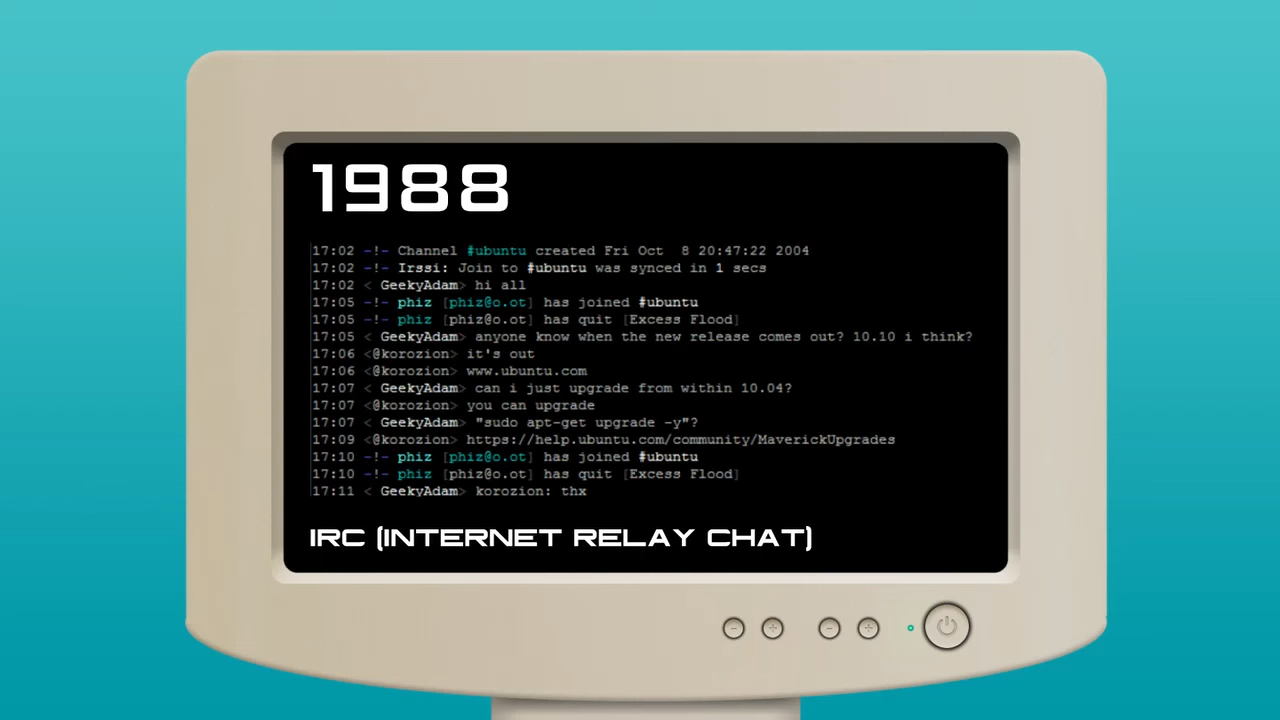 1988
17:02 -!- Channel #ubuntu created Fri Oct  8 20:47:22 2004
17:02 -!- Irssi: Join to #ubuntu was synced in 1 secs
17:02 < GeekyAdam> hi all
17:05 -!- phiz [phiz@o.ot] has joined #ubuntu
17:05 -!- phiz [phiz@o.ot] has quit [Excess Flood]
17:05 < GeekyAdam> anyone know when the new release comes out? 10.10 i think?
17:06 <@korozion> it's out
17:06 <@korozion> www.ubuntu.com
17:07 < GeekyAdam> can i just upgrade from within 10.04?
17:07 <@korozion> you can upgrade
17:07 < GeekyAdam> "sudo apt-get upgrade -y"?
17:09 <@korozion> https://help.ubuntu.com/community/MaverickUpgrades
17:10 -!- phiz [phiz@o.ot] has joined #ubuntu
17:10 -!- phiz [phiz@o.ot] has quit [Excess Flood]
17:11 < GeekyAdam> korozion: thx
IRC (INTERNET RELAY CHAT)